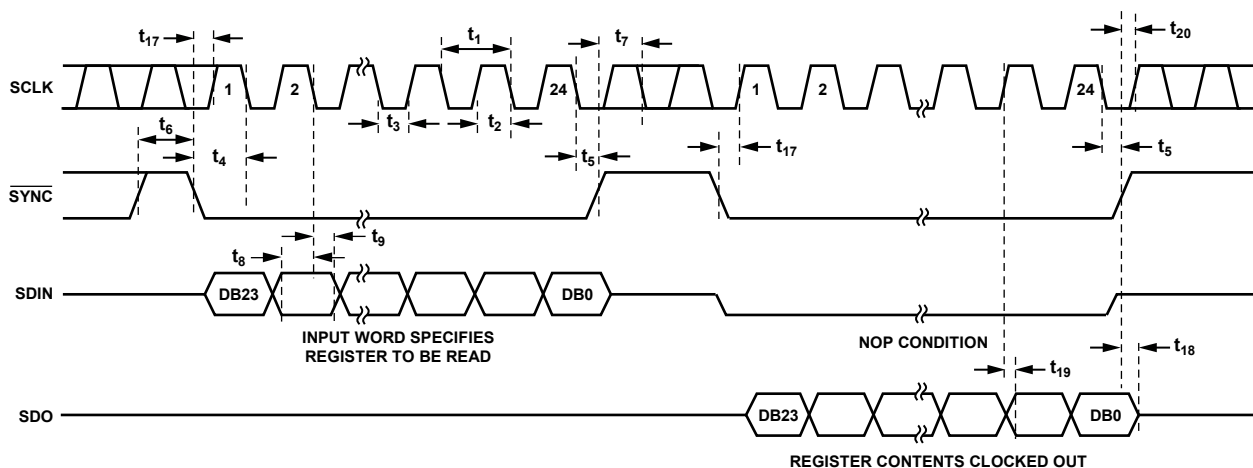 t17
t1
t7
t20
SCLK
1
2
24
1
2
24
t6
t3
t2
t4
t5
t17
t5
SYNC
t9
t8
SDIN
DB23
DB0
INPUT WORD SPECIFIES
REGISTER TO BE READ
NOP CONDITION
t18
t19
SDO
DB23
DB0
REGISTER CONTENTS CLOCKED OUT